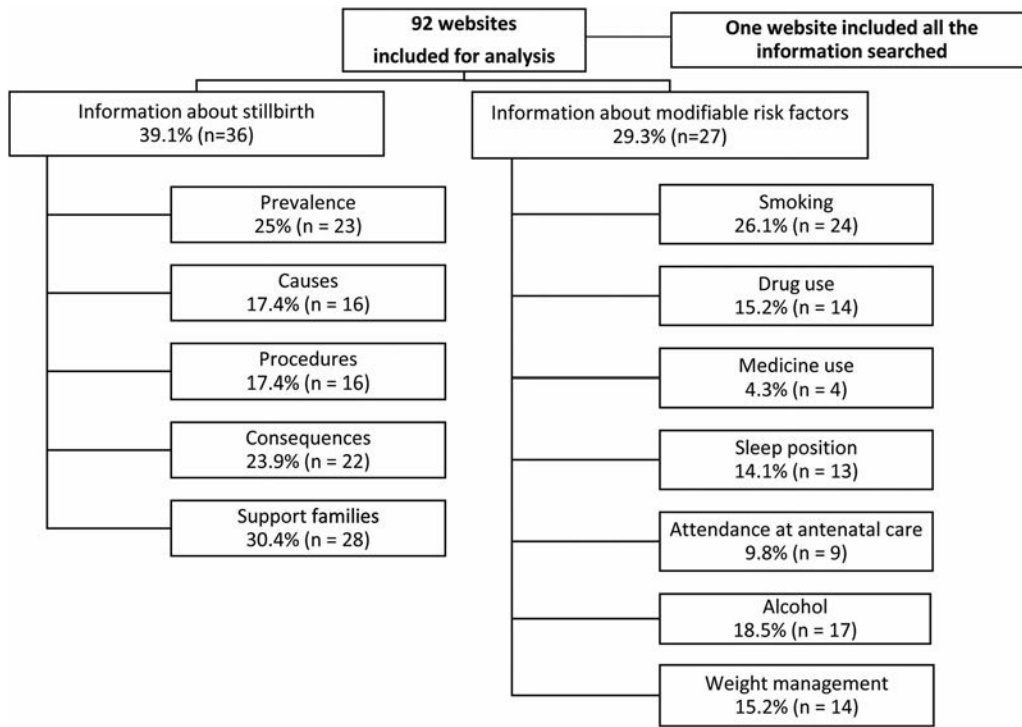 92 websites
included for analysis
One website included all the
information searched
Information about stillbirth
39.1% (n=36)
Prevalence
25% (n = 23)
Causes
17.4% (n = 16)
Procedures
17.4% (n = 16)
Consequences
23.9% (n = 22)
Support families
30.4% (n = 28)
Information about modifiable risk factors
29.3% (n=27)
Smoking
26.1% (n = 24)
Drug use
15.2% (n = 14)
Medicine use
4.3% (n = 4)
Sleep position
14.1% (n = 13)
Attendance at antenatal care
9.8% (n = 9)
Alcohol
18.5% (n = 17)
Weight management
15.2% (n = 14)